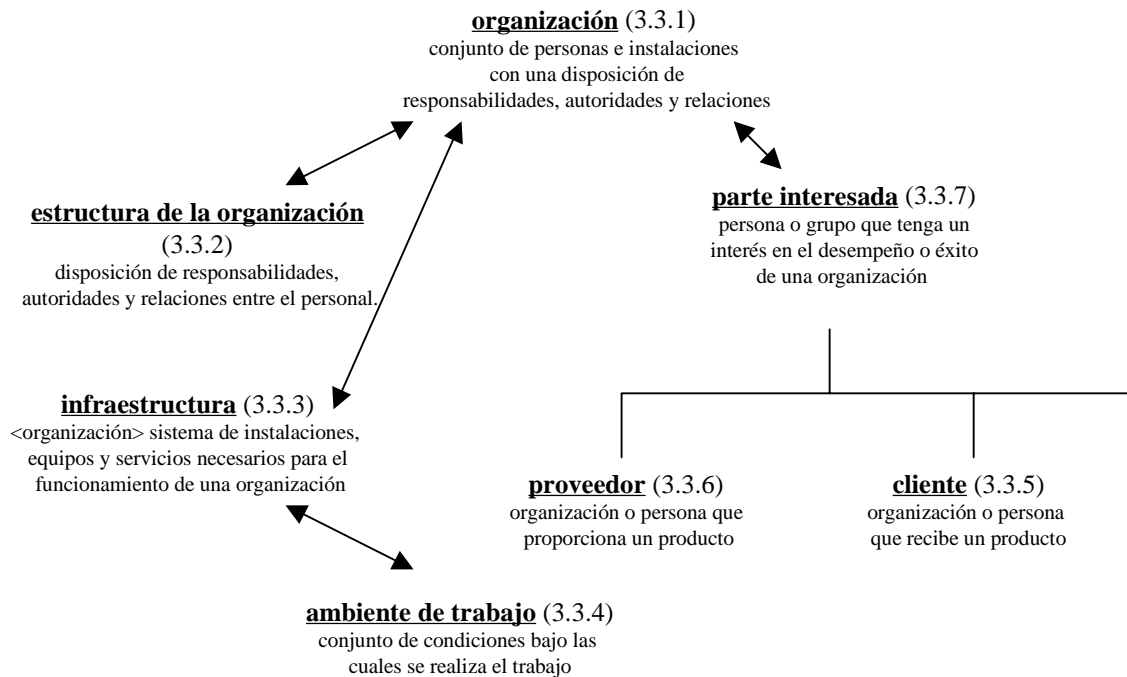 organización (3.3.1)
conjunto de personas e instalaciones
con una disposición de
responsabilidades, autoridades y relaciones
estructura de la organización
(3.3.2)
disposición de responsabilidades,
autoridades y relaciones entre el personal.
parte interesada (3.3.7)
persona o grupo que tenga un
interés en el desempeño o éxito
de una organización
infraestructura (3.3.3)
<organización> sistema de instalaciones,
equipos y servicios necesarios para el
funcionamiento de una organización
proveedor (3.3.6)
organización o persona que
proporciona un producto
cliente (3.3.5)
organización o persona
que recibe un producto
ambiente de trabajo (3.3.4)
conjunto de condiciones bajo las
cuales se realiza el trabajo